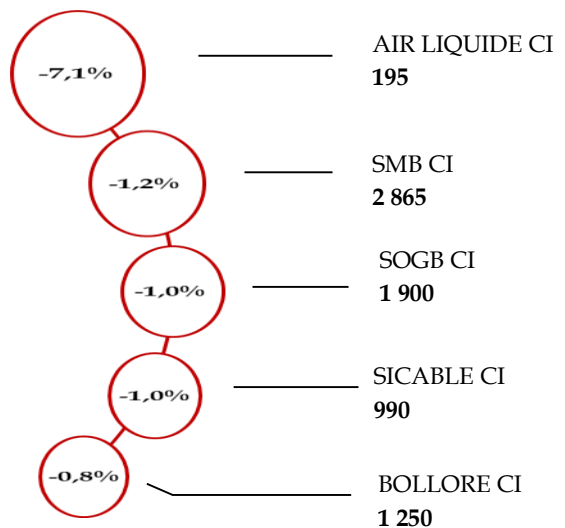 -7,1%
AIR LIQUIDE CI
195
-1,2%
SMB CI
2 865
-1,0%
SOGB CI
1 900
-1,0%
SICABLE CI
990
-0,8%
BOLLORE CI
1 250